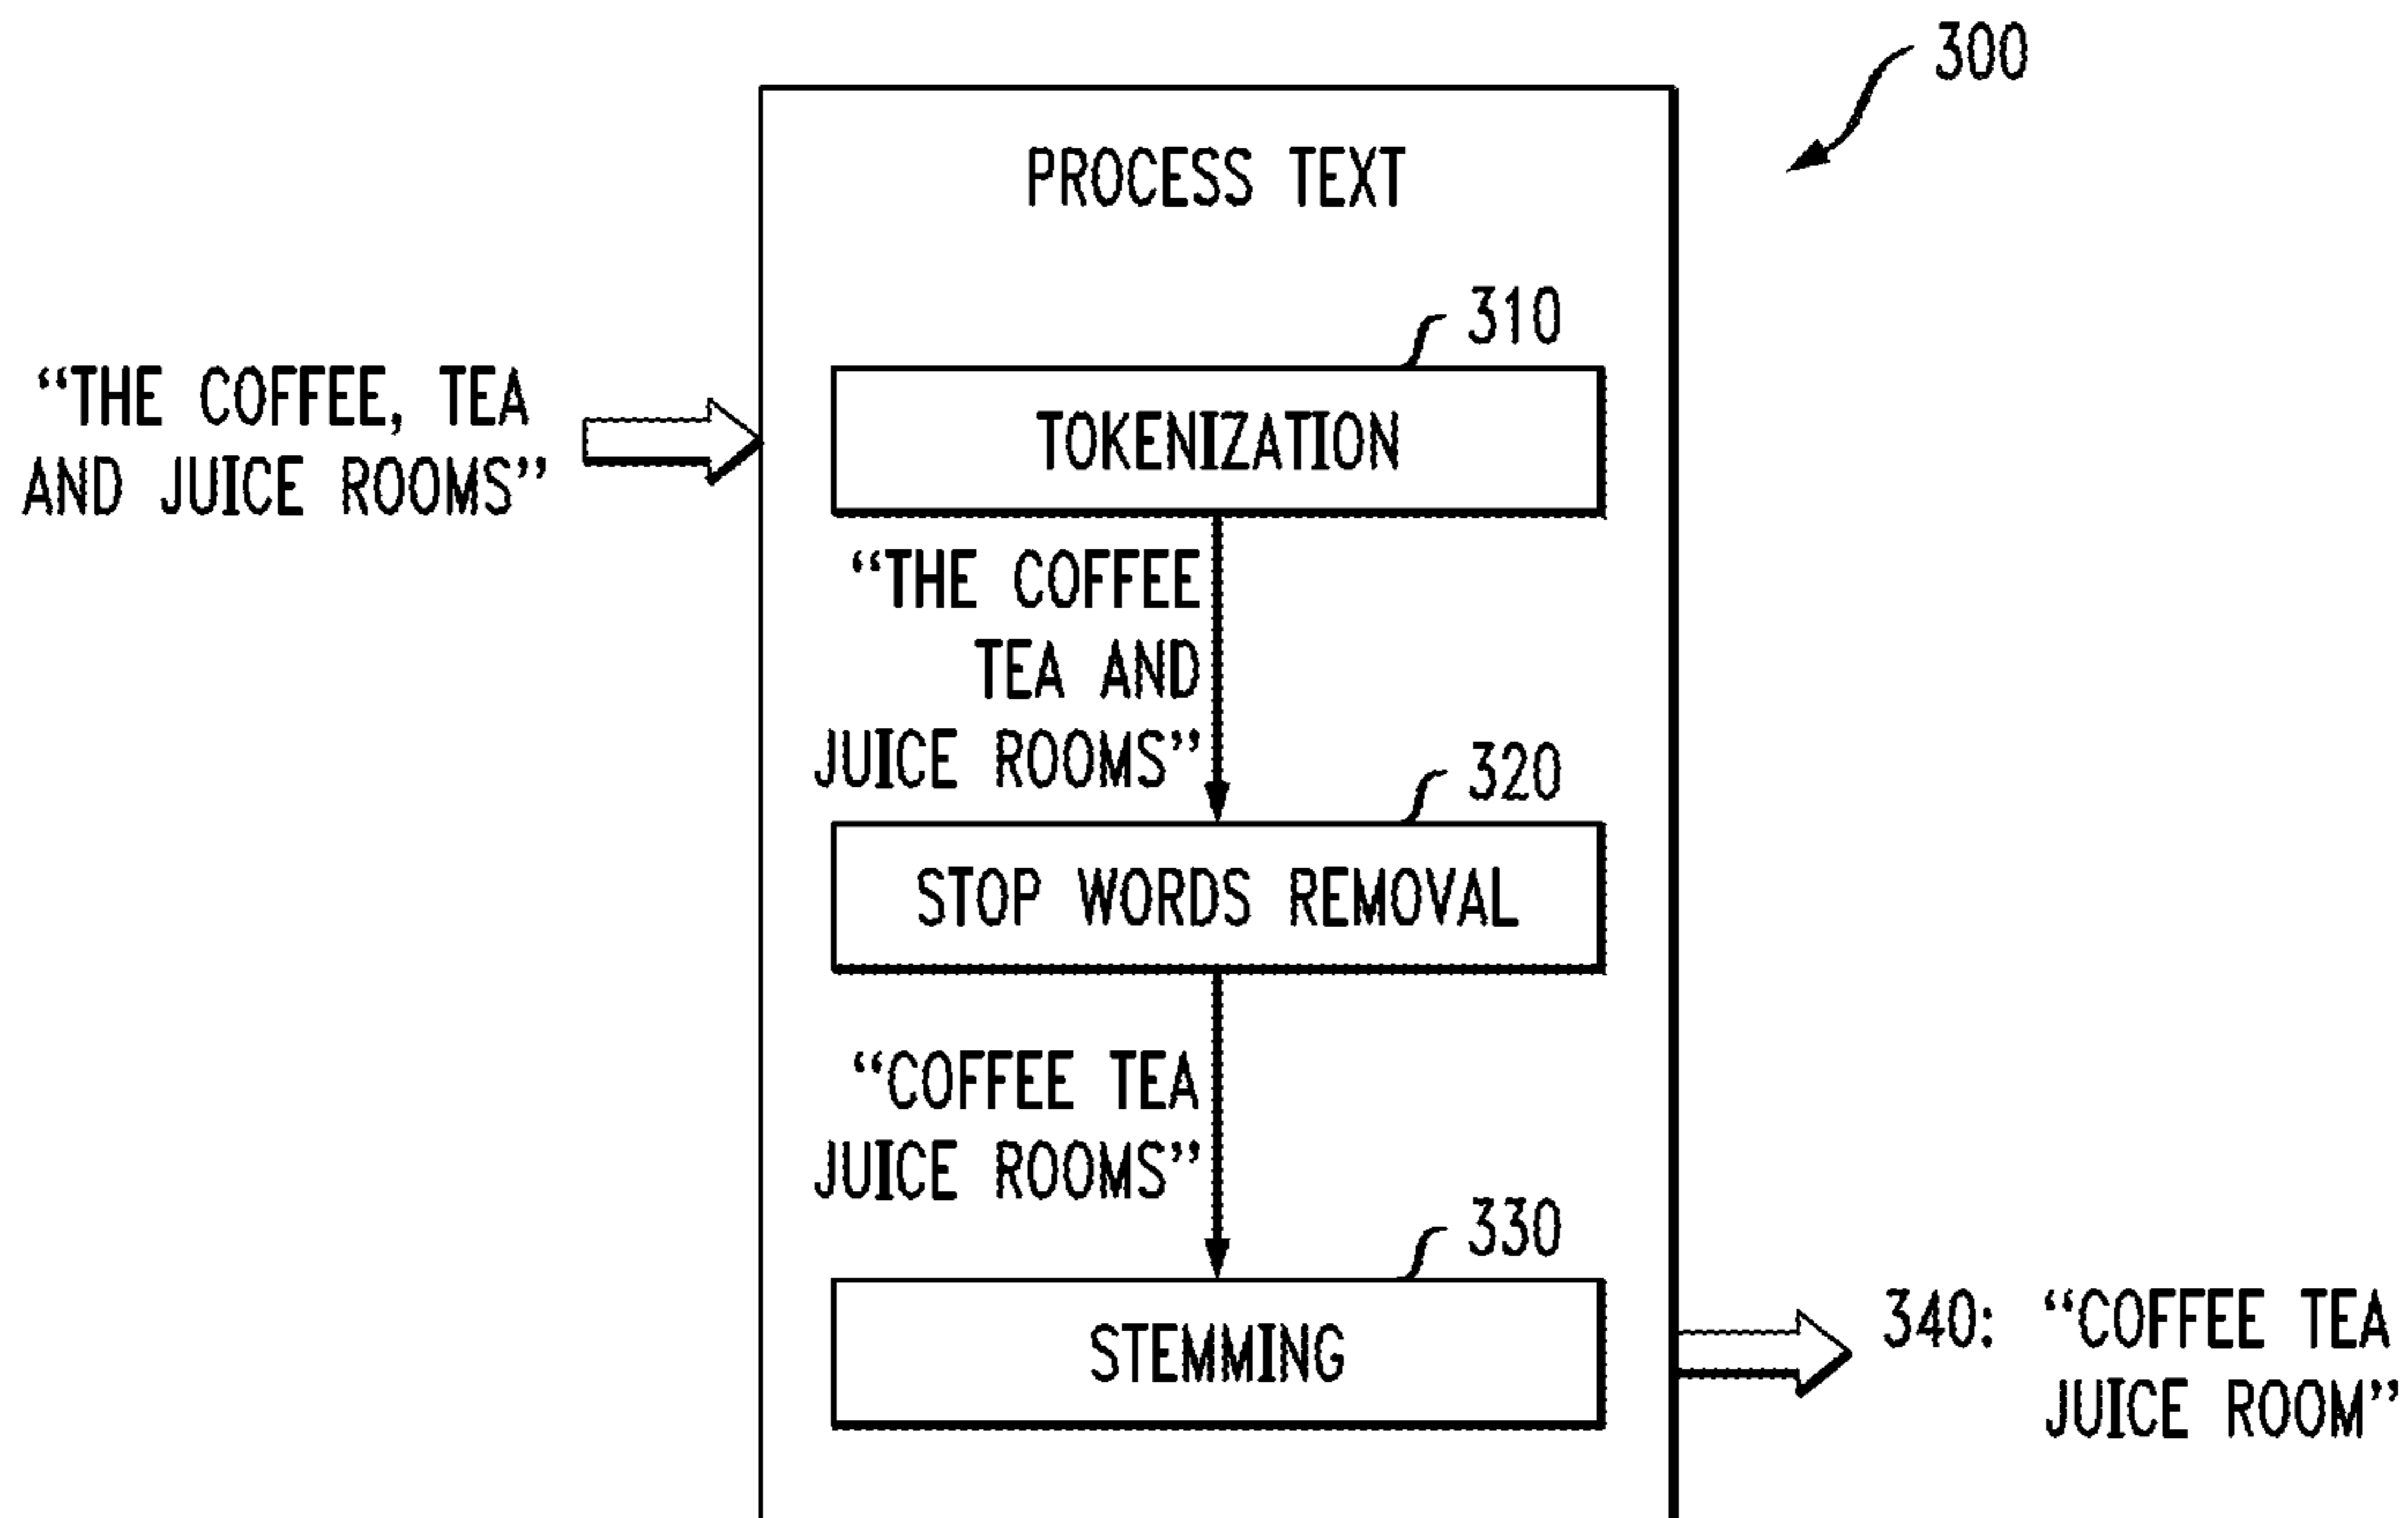 300
PROCESS TEXT
310
“THE COFFEE, TEA
AND JUICE ROOMS”
TOKENIZATION
“THE COFFEE
TEA AND
JUICE ROOMS”
320
STOP WORDS REMOVAL
“COFFEE TEA
JUICE ROOMS”
330
STEMMING
340: “COFFEE TEA
JUICE ROOM”